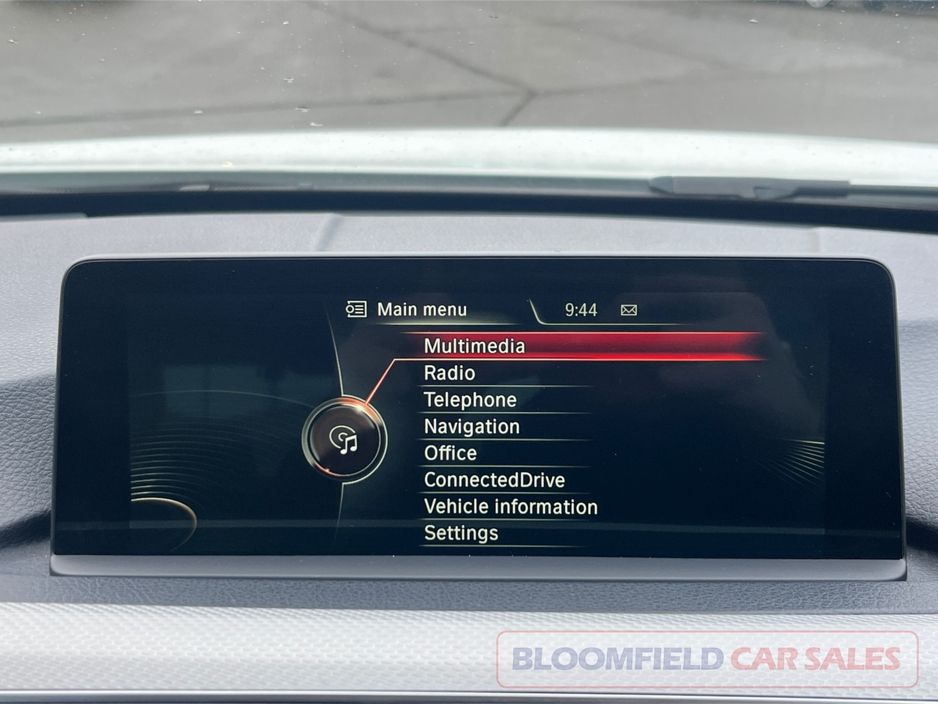 Main menu 9:44
Multimedia
Radio
Telephone
Navigation
Office
ConnectedDrive
Vehicle information
Settings
BLOOMFIELD CAR SALES